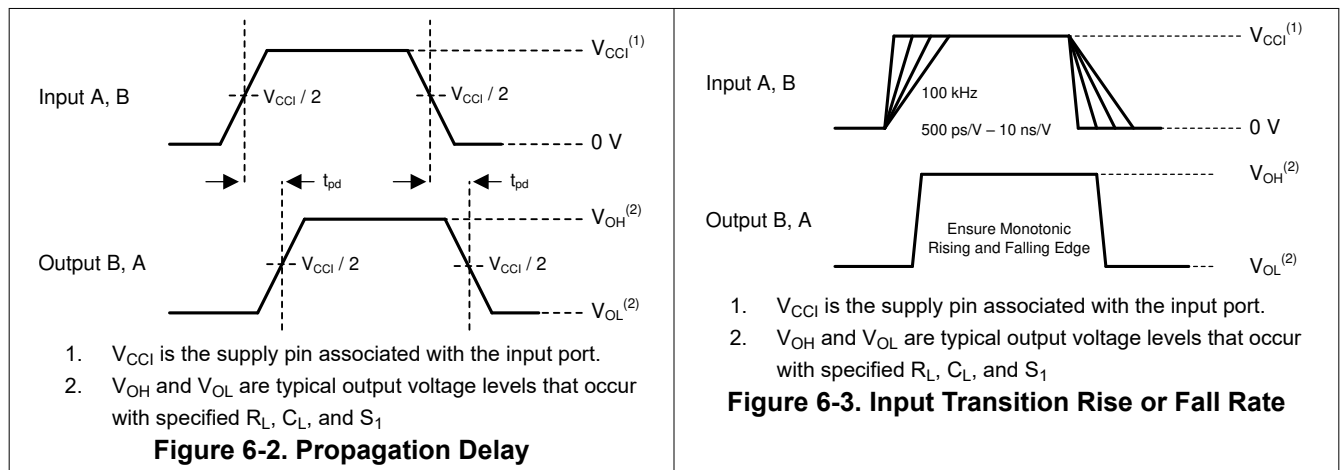 V_CCI^(1)
Input A, B
V_CCI / 2
V_CCI / 2
0 V
t_pd
t_pd
V_OH^(2)
Output B, A
V_CCI / 2
V_CCI / 2
V_OL^(2)
1. V_CCI is the supply pin associated with the input port.
2. V_OH and V_OL are typical output voltage levels that occur
with specified R_L, C_L, and S_1
Figure 6-2. Propagation Delay
V_CCI^(1)
Input A, B
100 kHz
500 ps/V – 10 ns/V
0 V
V_OH^(2)
Output B, A
Ensure Monotonic
Rising and Falling Edge
V_OL^(2)
1. V_CCI is the supply pin associated with the input port.
2. V_OH and V_OL are typical output voltage levels that occur
with specified R_L, C_L, and S_1
Figure 6-3. Input Transition Rise or Fall Rate